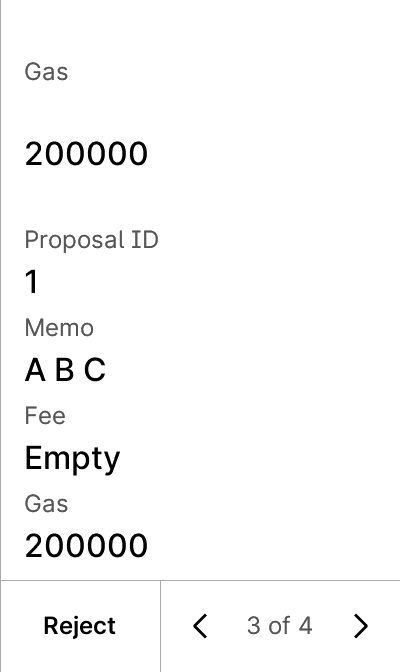 Gas
200000
Proposal ID
1
Memo
A B C
Fee
Empty
Gas
200000
Reject
3 of 4